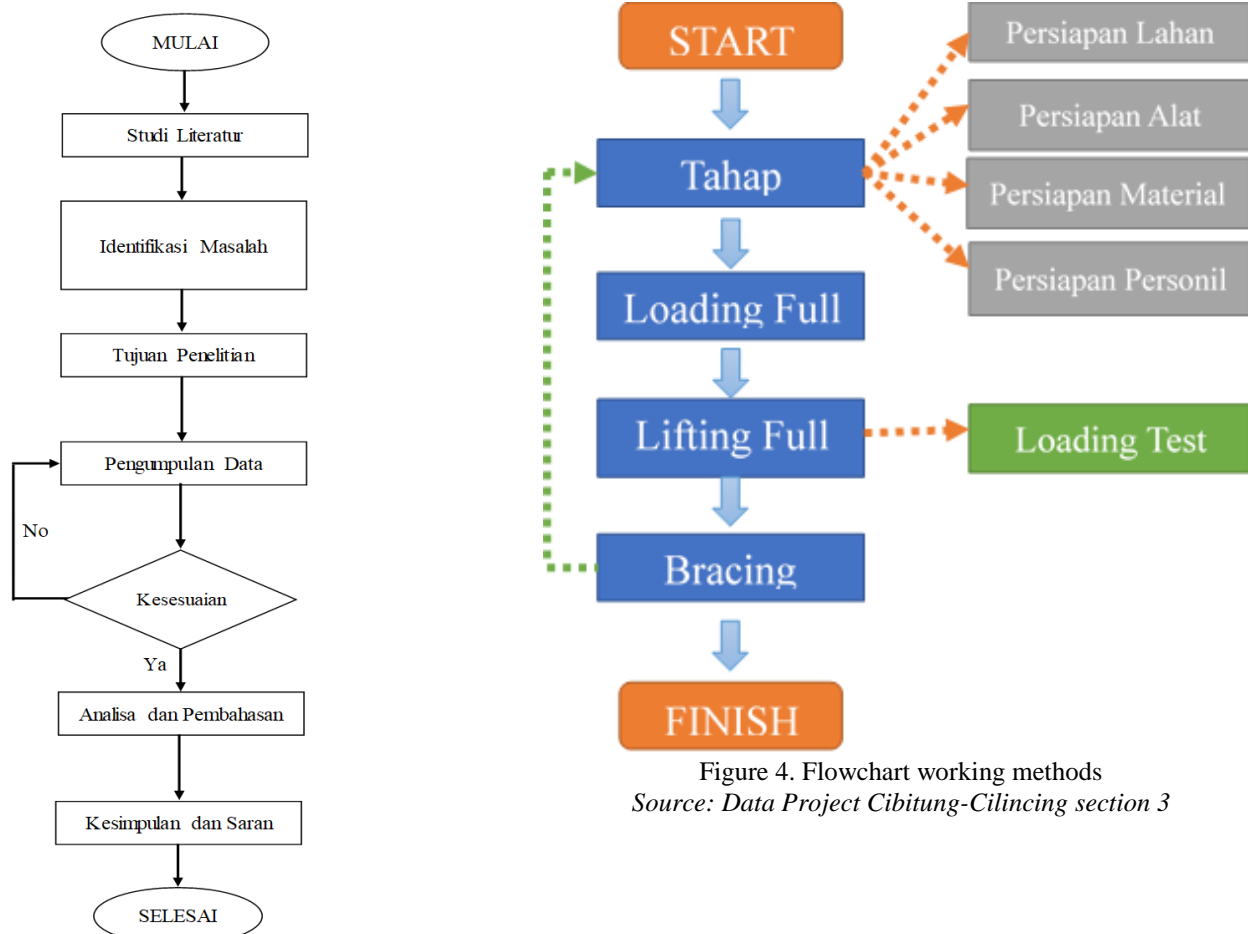 MULAI
Studi Literatur
Identifikasi Masalah
Tujuan Penelitian
Pengumpulan Data
No
Kesesuaian
Ya
Analisa dan Pembahasan
Kesimpulan dan Saran
SELESAI
START
Tahap
Persiapan Lahan
Persiapan Alat
Persiapan Material
Persiapan Personil
Loading Full
Lifting Full
Loading Test
Bracing
FINISH
Figure 4. Flowchart working methods
Source: Data Project Cibitung-Cilincing section 3